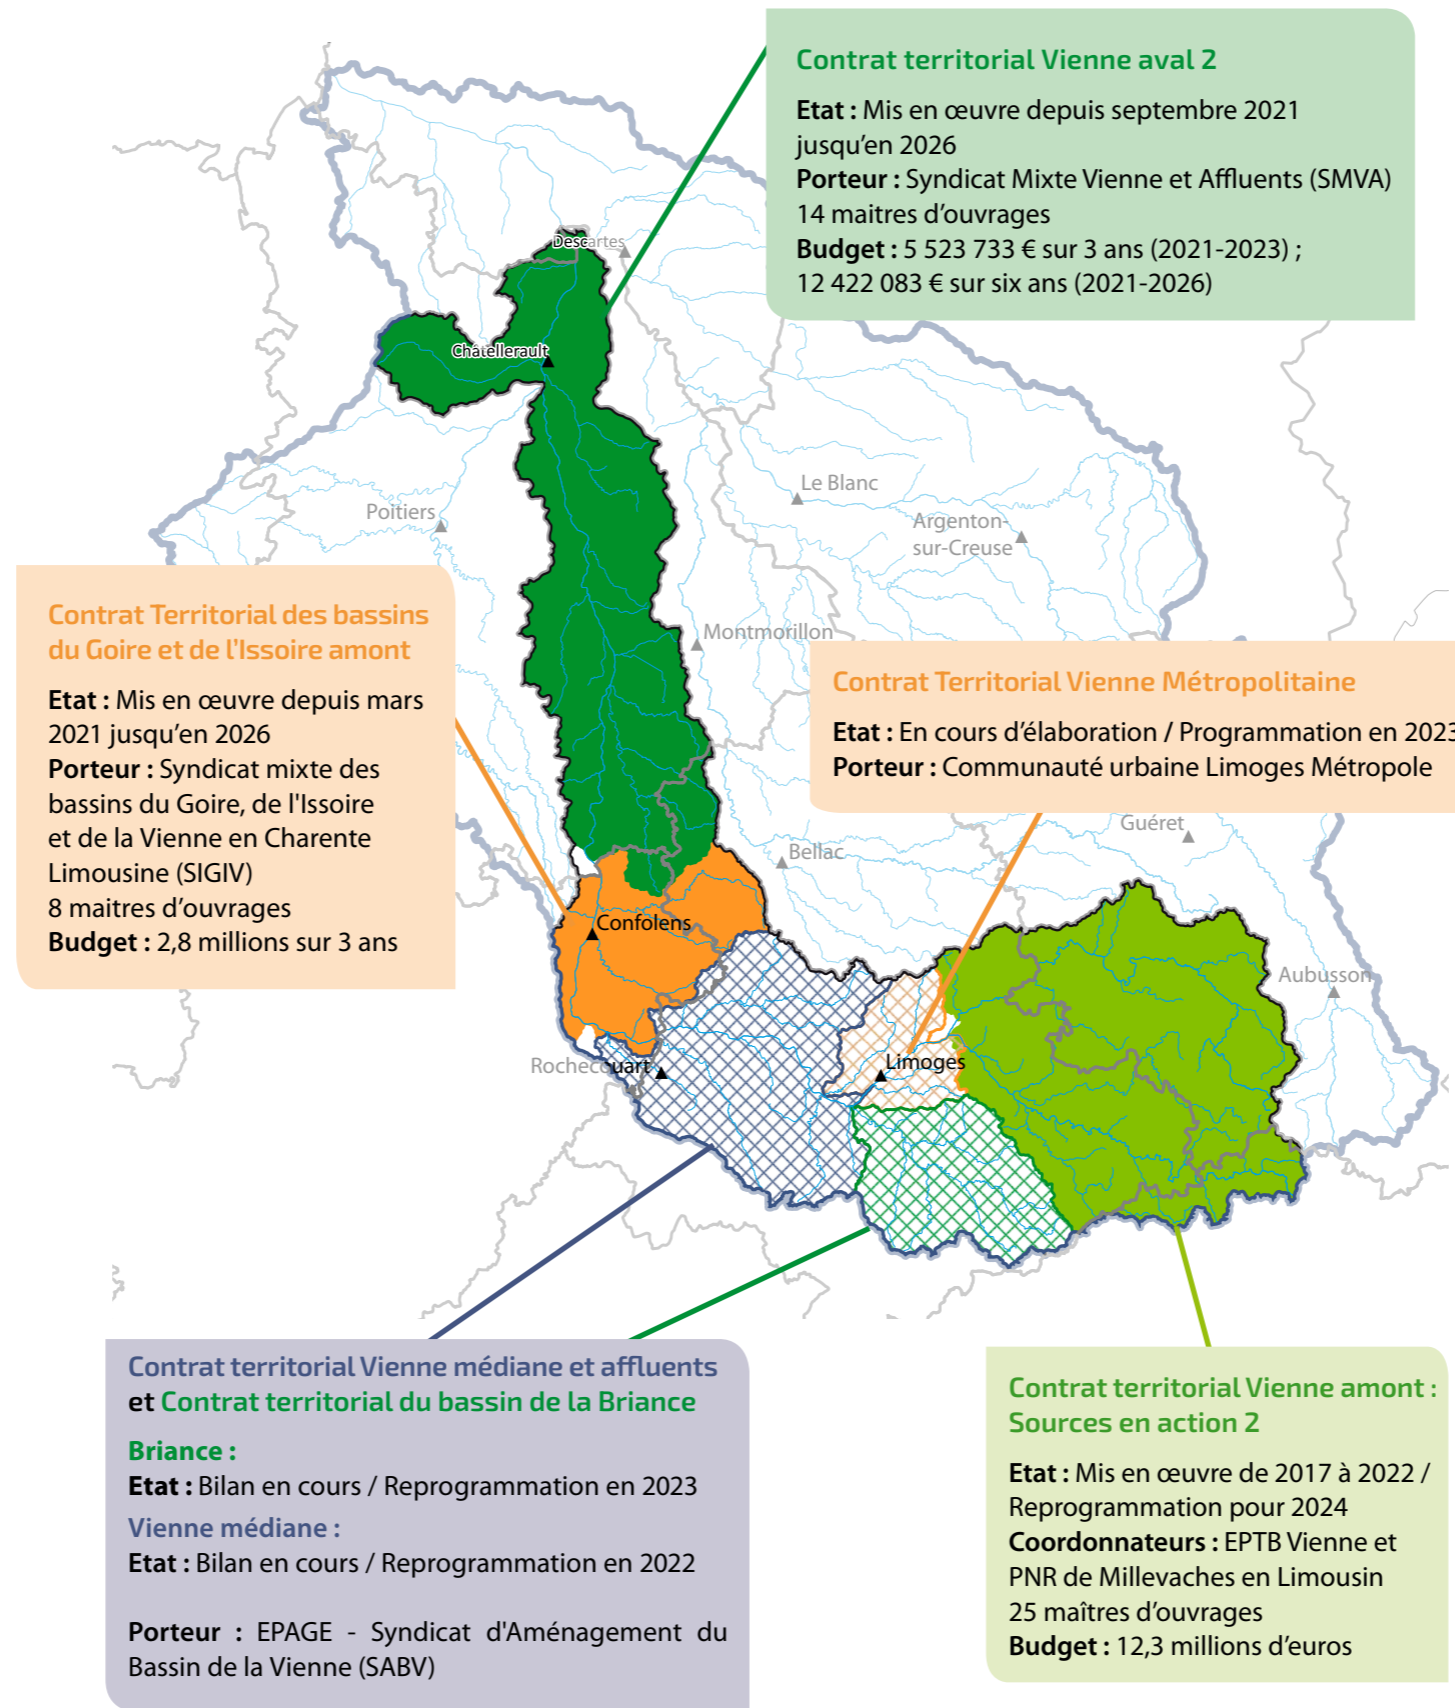 Contrat territorial Vienne aval 2
Etat : Mis en œuvre depuis septembre 2021
jusqu'en 2026
Porteur : Syndicat Mixte Vienne et Affluents (SMVA)
14 maitres d'ouvrages
Budget : 5 523 733 € sur 3 ans (2021-2023) ;
12 422 083 € sur six ans (2021-2026)
Descartes
Châtellerault
Le Blanc
Poitiers
Argenton-
sur-Creuse
Montmorillon
Contrat Territorial des bassins
du Goire et de l'Issoire amont
Etat : Mis en œuvre depuis mars
2021 jusqu'en 2026
Porteur : Syndicat mixte des
bassins du Goire, de l'Issoire
et de la Vienne en Charente
Limousine (SIGIV)
8 maitres d'ouvrages
Budget : 2,8 millions sur 3 ans
Contrat Territorial Vienne Métropolitaine
Etat : En cours d'élaboration / Programmation en 2023
Porteur : Communauté urbaine Limoges Métropole
Guéret
Bellac
Confolens
Aubusson
Rochechouart
Limoges
Contrat territorial Vienne médiane et affluents
et Contrat territorial du bassin de la Briance
Briance :
Etat : Bilan en cours / Reprogrammation en 2023
Vienne médiane :
Etat : Bilan en cours / Reprogrammation en 2022
Porteur : EPAGE - Syndicat d'Aménagement du
Bassin de la Vienne (SABV)
Contrat territorial Vienne amont :
Sources en action 2
Etat : Mis en œuvre de 2017 à 2022 /
Reprogrammation pour 2024
Coordonnateurs : EPTB Vienne et
PNR de Millevaches en Limousin
25 maîtres d'ouvrages
Budget : 12,3 millions d'euros